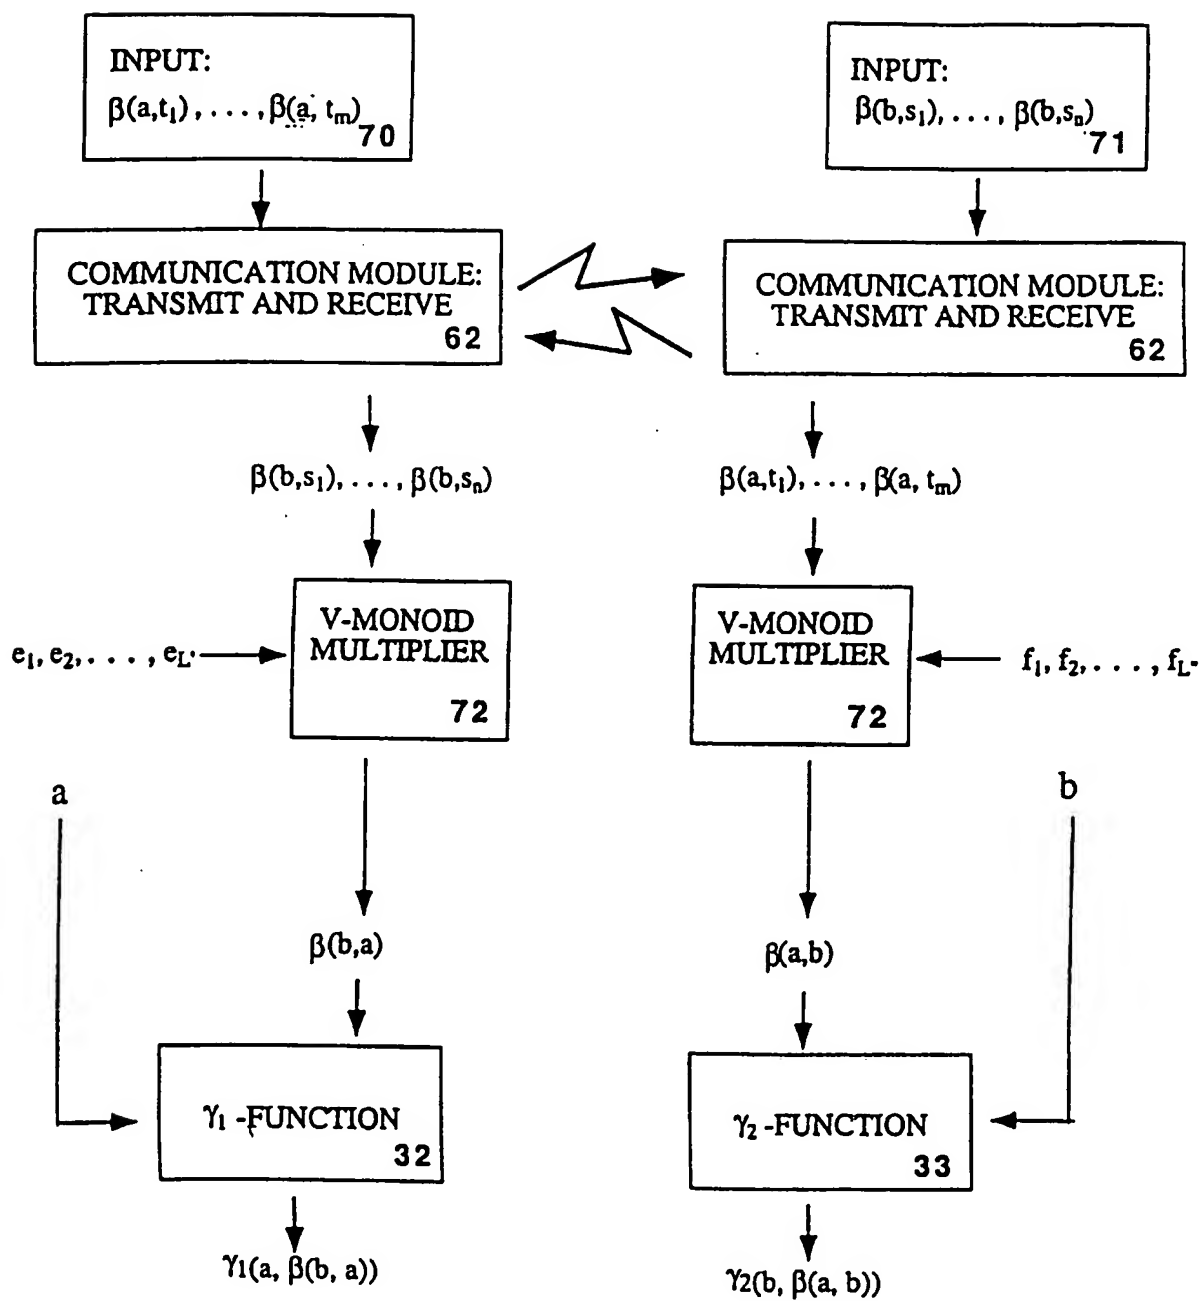 INPUT:
β(a,t₁), . . . , β(a, tₘ)
70
INPUT:
β(b,s₁), . . . , β(b,sₙ)
71
COMMUNICATION MODULE:
TRANSMIT AND RECEIVE
62
COMMUNICATION MODULE:
TRANSMIT AND RECEIVE
62
β(b,s₁), . . . , β(b,sₙ)
β(a,t₁), . . . , β(a, tₘ)
V-MONOID
MULTIPLIER
72
V-MONOID
MULTIPLIER
72
e₁, e₂, . . . , e_L'
f₁, f₂, . . . , f_L"
a
b
β(b,a)
β(a,b)
γ₁ -FUNCTION
32
γ₂ -FUNCTION
33
γ₁(a, β(b, a))
γ₂(b, β(a, b))